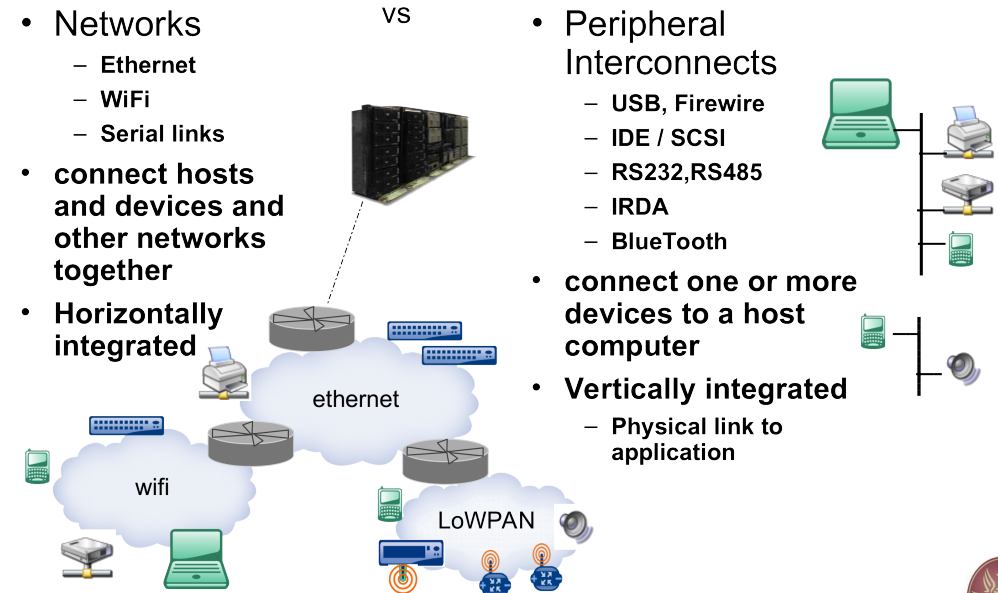 vs
• Networks
– Ethernet
– WiFi
– Serial links
• connect hosts
and devices and
other networks
together
• Horizontally
integrated
ethernet
wifi
LoWPAN
• Peripheral
Interconnects
– USB, Firewire
– IDE / SCSI
– RS232,RS485
– IRDA
– BlueTooth
• connect one or more
devices to a host
computer
• Vertically integrated
– Physical link to
application